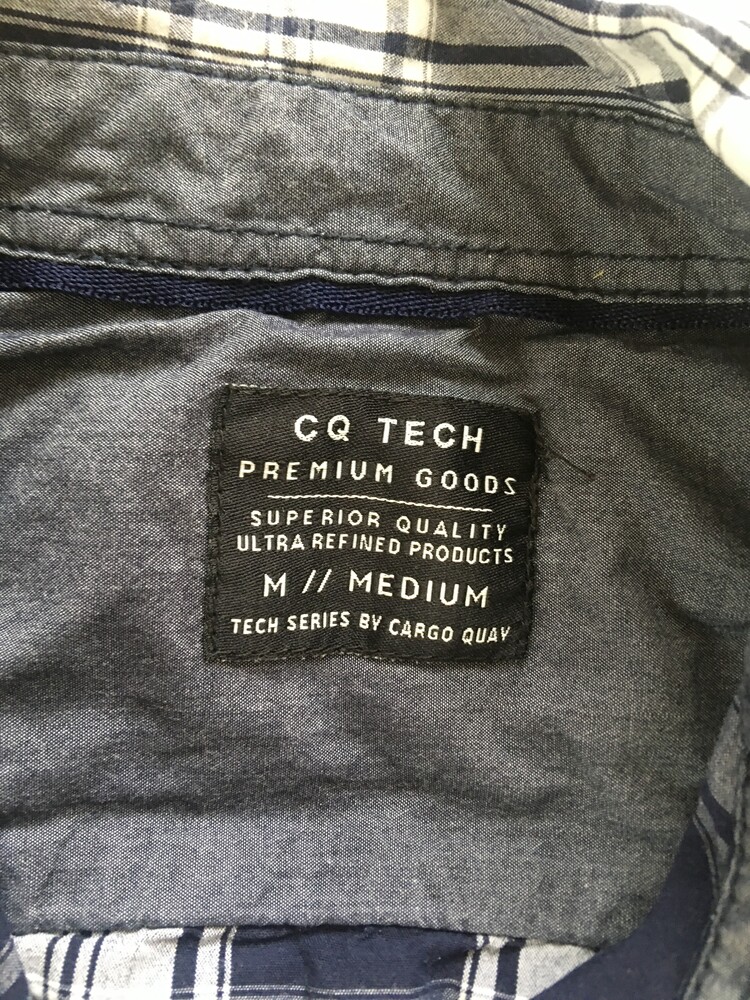 CQ TECH
PREMIUM GOODS
SUPERIOR QUALITY
ULTRA REFINED PRODUCTS
M // MEDIUM
TECH SERIES BY CARGO QUAY